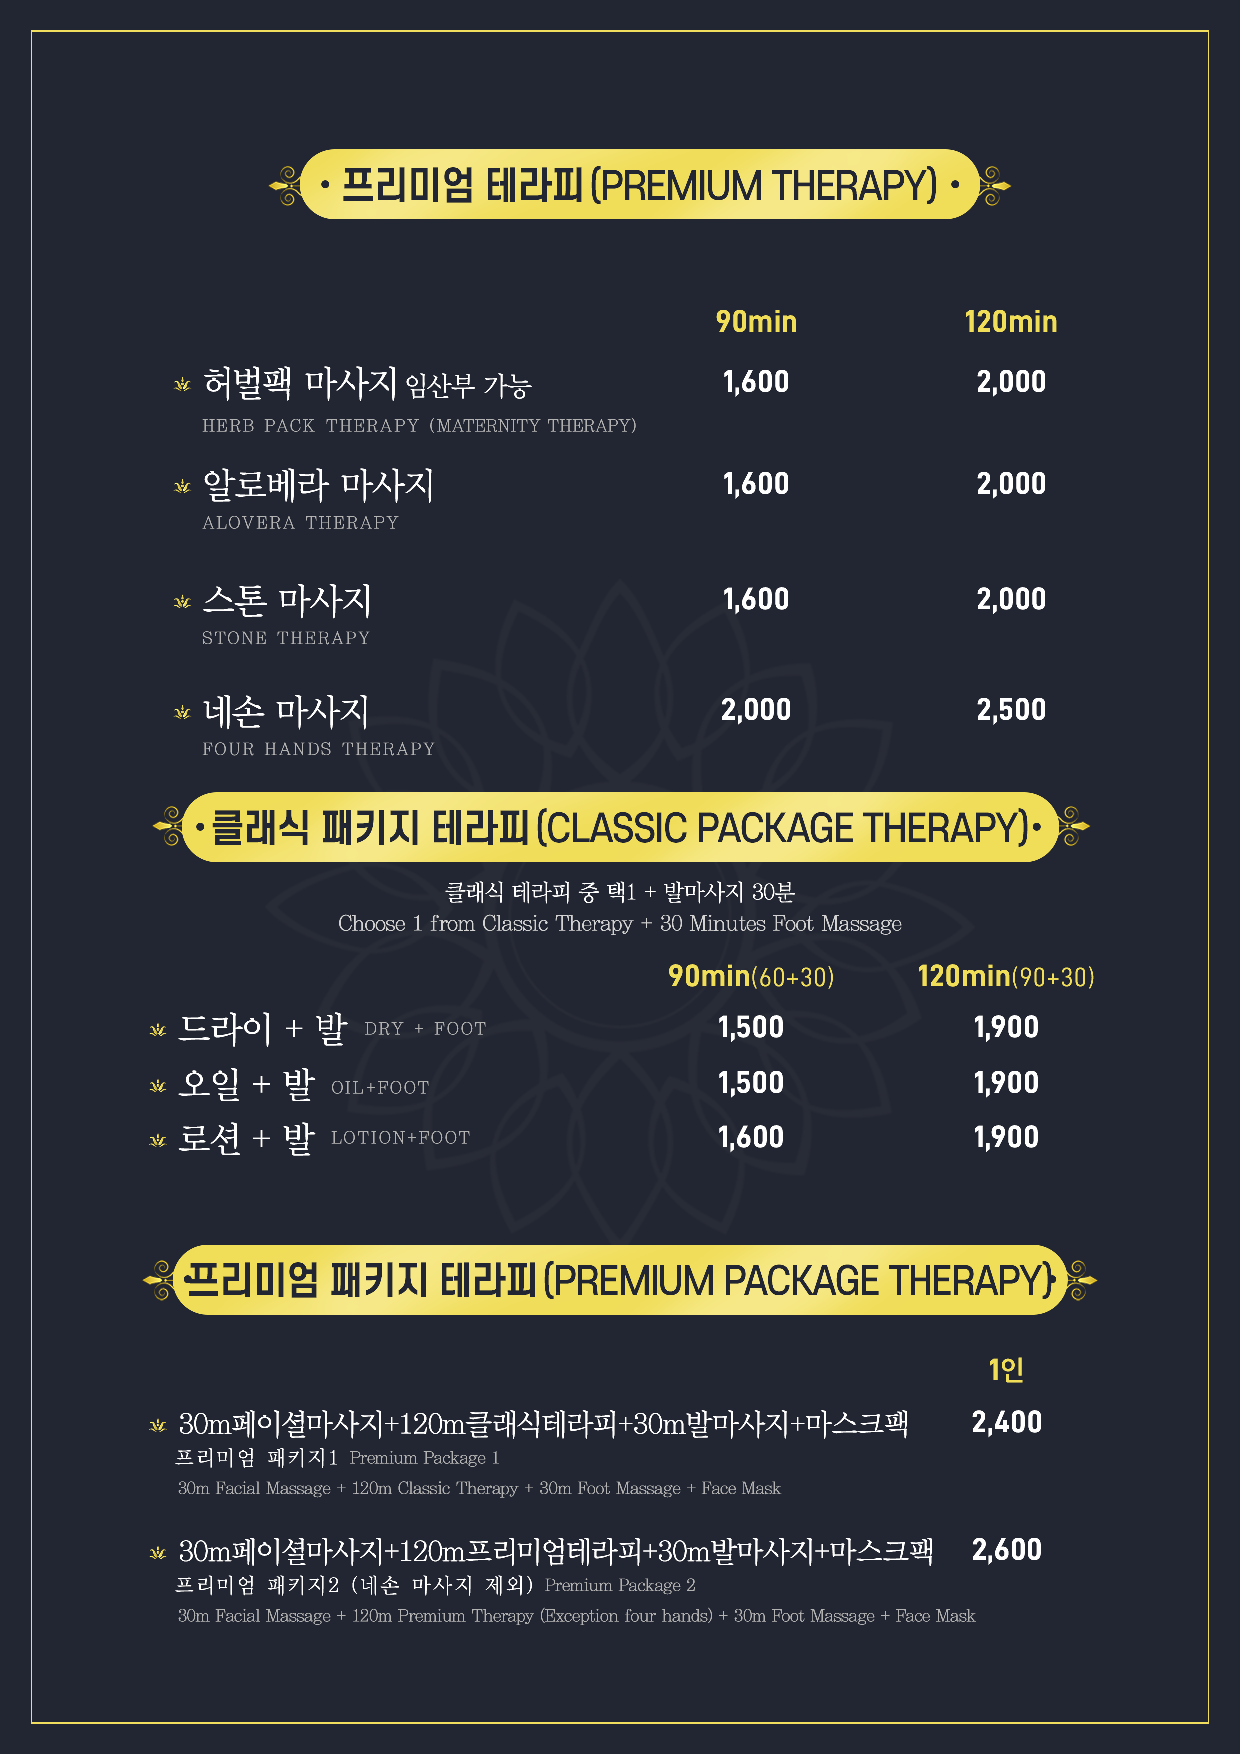 • 프리미엄 테라피(PREMIUM THERAPY) •
90min 120min
허벌팩 마사지 임산부 가능 1,600 2,000
HERB PACK THERAPY (MATERNITY THERAPY)
알로베라 마사지 1,600 2,000
ALOVERA THERAPY
스톤 마사지 1,600 2,000
STONE THERAPY
네손 마사지 2,000 2,500
FOUR HANDS THERAPY
• 클래식 패키지 테라피(CLASSIC PACKAGE THERAPY) •
클래식 테라피 중 택1 + 발마사지 30분
Choose 1 from Classic Therapy + 30 Minutes Foot Massage
90min(60+30) 120min(90+30)
드라이 + 발 DRY + FOOT 1,500 1,900
오일 + 발 OIL+FOOT 1,500 1,900
로션 + 발 LOTION+FOOT 1,600 1,900
• 프리미엄 패키지 테라피(PREMIUM PACKAGE THERAPY) •
1인
30m페이셜마사지+120m클래식테라피+30m발마사지+마스크팩 2,400
프리미엄 패키지1 Premium Package 1
30m Facial Massage + 120m Classic Therapy + 30m Foot Massage + Face Mask
30m페이셜마사지+120m프리미엄테라피+30m발마사지+마스크팩 2,600
프리미엄 패키지2 (네손 마사지 제외) Premium Package 2
30m Facial Massage + 120m Premium Therapy (Exception four hands) + 30m Foot Massage + Face Mask